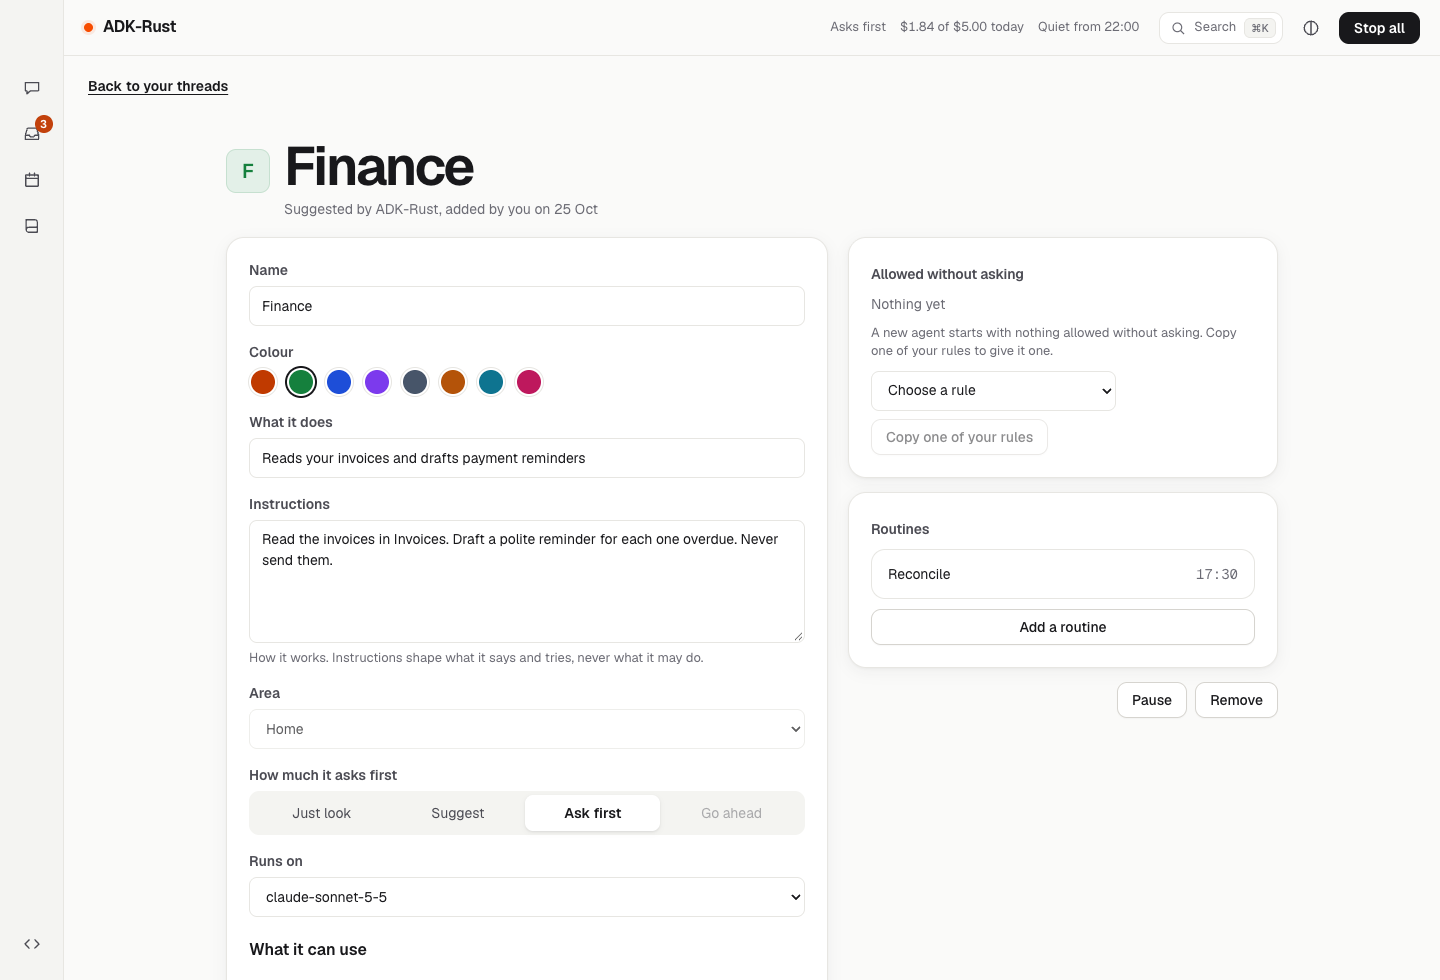 ADK-Rust
Asks first
$1.84 of $5.00 today
Quiet from 22:00
Search
⌘K
Stop all
3
Back to your threads
F
Finance
Suggested by ADK-Rust, added by you on 25 Oct
Name
Finance
Colour
What it does
Reads your invoices and drafts payment reminders
Instructions
Read the invoices in Invoices. Draft a polite reminder for each one overdue. Never
send them.
How it works. Instructions shape what it says and tries, never what it may do.
Area
Home
How much it asks first
Just look
Suggest
Ask first
Go ahead
Runs on
claude-sonnet-5-5
What it can use
Allowed without asking
Nothing yet
A new agent starts with nothing allowed without asking. Copy
one of your rules to give it one.
Choose a rule
Copy one of your rules
Routines
Reconcile
17:30
Add a routine
Pause
Remove